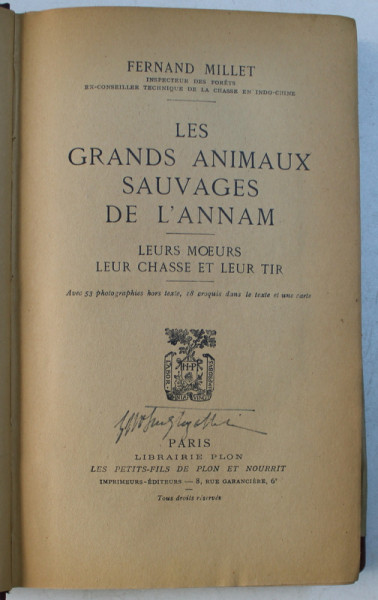 FERNAND MILLET
INSPECTEUR DES FORÊTS
EX-CONSEILLER TECHNIQUE DE LA CHASSE EN INDO-CHINE
LES
GRANDS ANIMAUX
SAUVAGES
DE L'ANNAM
LEURS MŒURS
LEUR CHASSE ET LEUR TIR
Avec 53 photographies hors texte, 18 croquis dans le texte et une carte
H·P
PARIS
LIBRAIRIE PLON
LES PETITS-FILS DE PLON ET NOURRIT
IMPRIMEURS-ÉDITEURS — 8, RUE GARANCIÈRE, 6e
Tous droits réservés